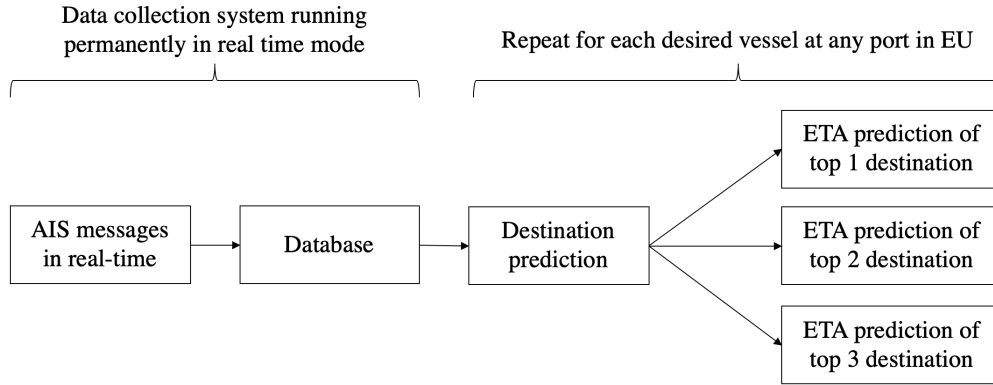 Data collection system running
permanently in real time mode
Repeat for each desired vessel at any port in EU
AIS messages
in real-time
Database
Destination
prediction
ETA prediction of
top 1 destination
ETA prediction of
top 2 destination
ETA prediction of
top 3 destination